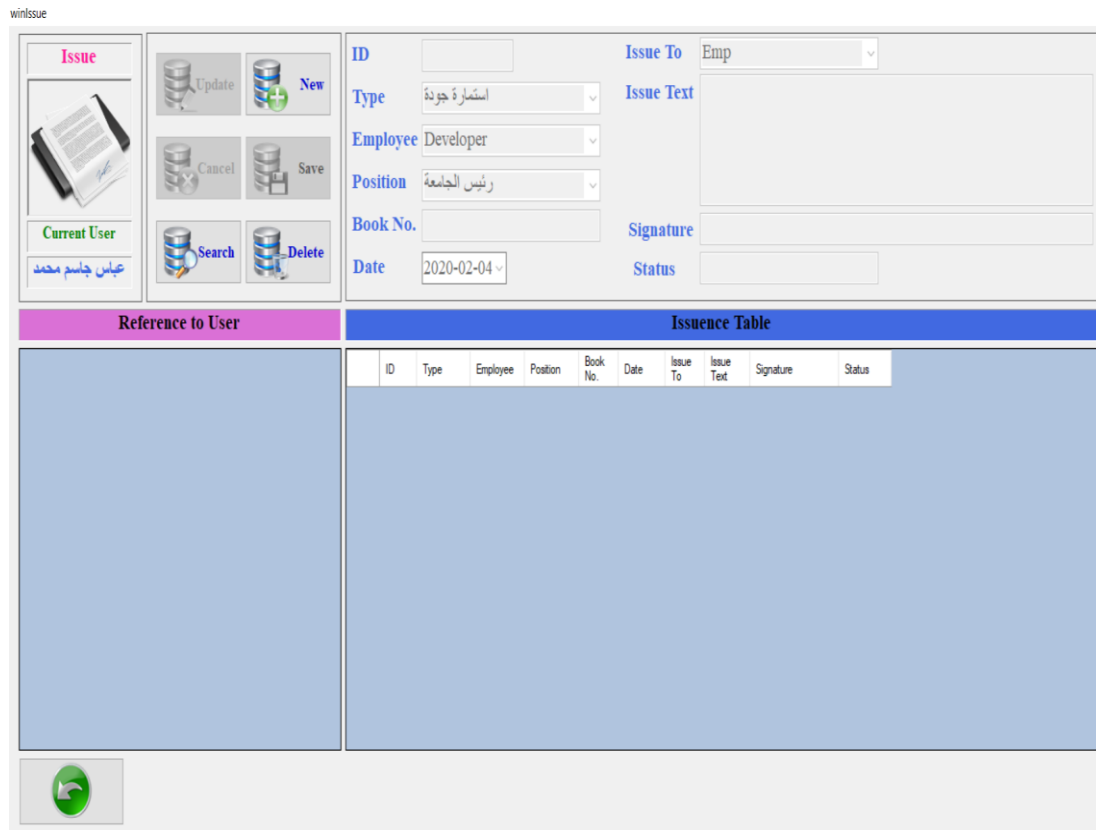 winIssue
Issue
Current User
عباس جاسم محمد
Update
New
Cancel
Save
Search
Delete
ID
Type استمارة جودة
Employee Developer
Position رئيس الجامعة
Book No.
Date 2020-02-04
Issue To Emp
Issue Text
Signature
Status
Reference to User
Issuence Table
ID Type Employee Position Book No. Date Issue To Issue Text Signature Status